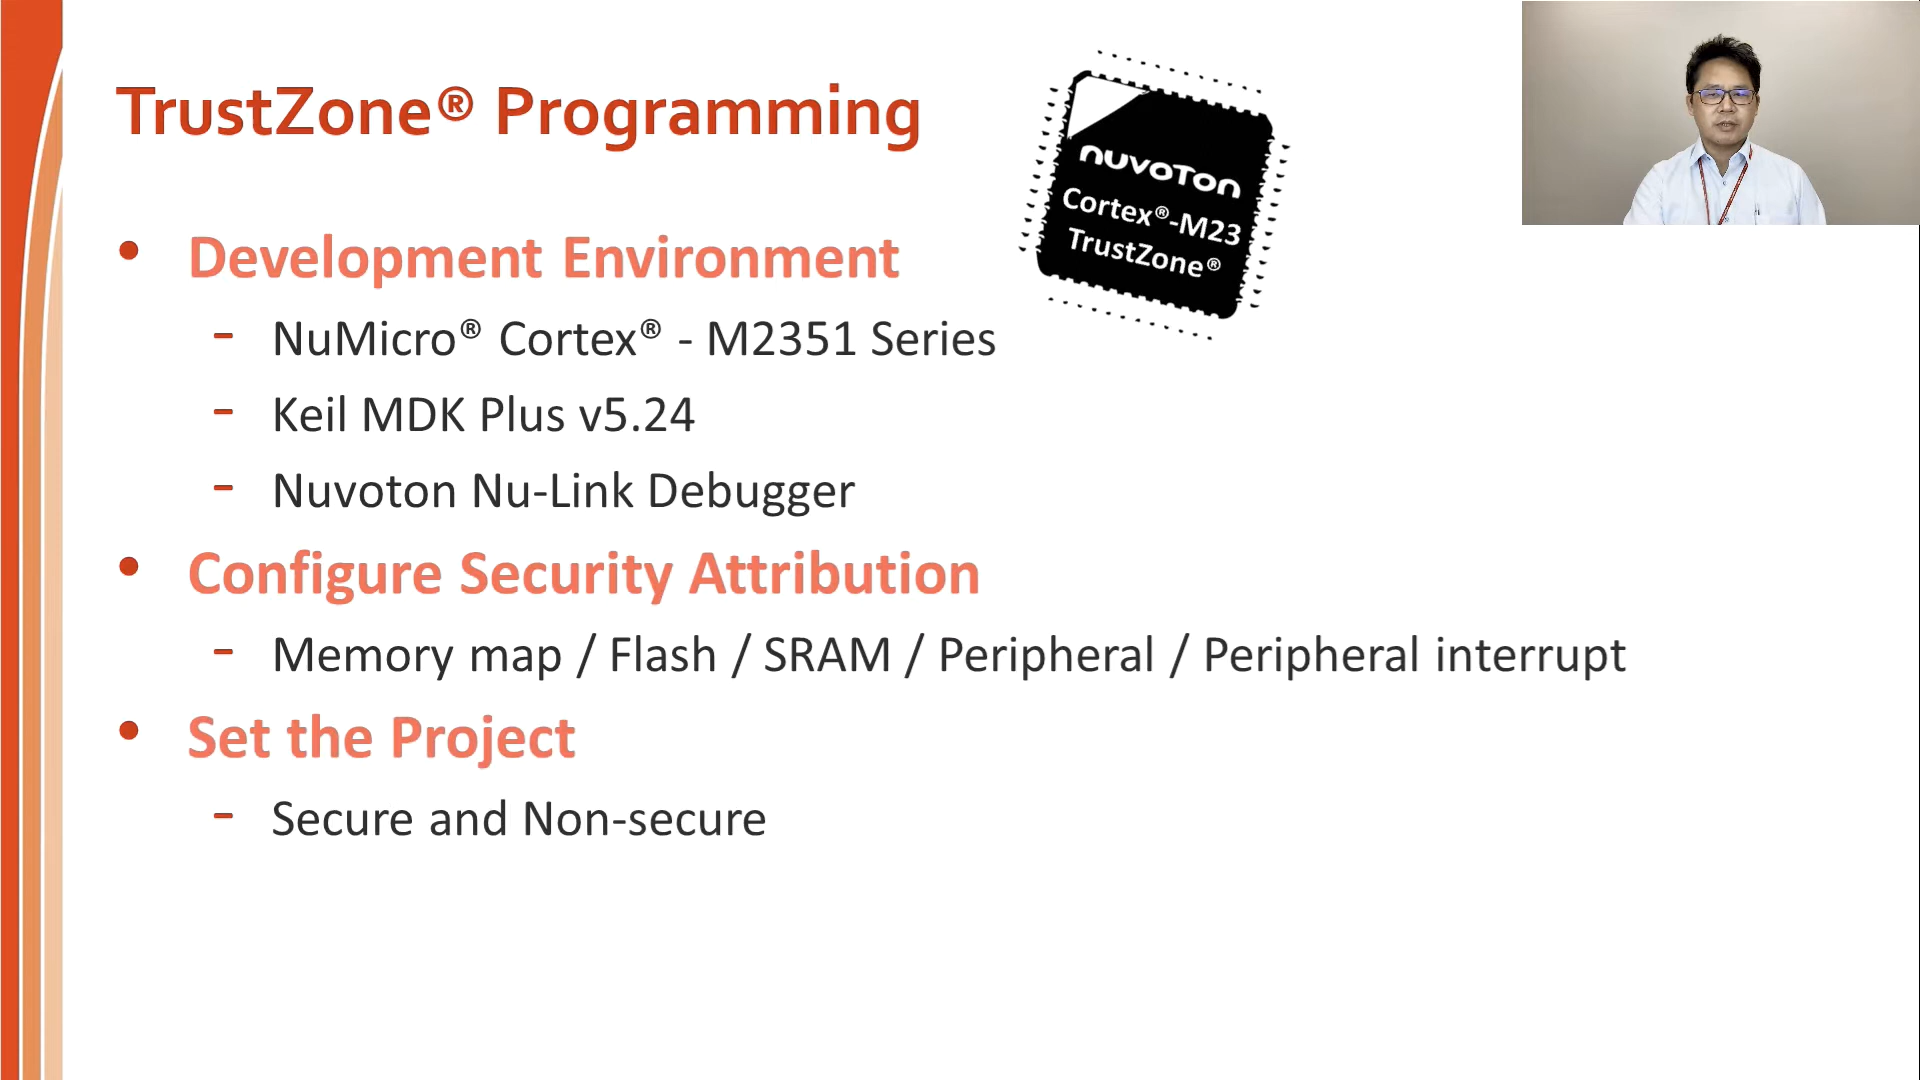 TrustZone® Programming
nuvoTon
Cortex®-M23
TrustZone®
• Development Environment
- NuMicro® Cortex® - M2351 Series
- Keil MDK Plus v5.24
- Nuvoton Nu-Link Debugger
• Configure Security Attribution
- Memory map / Flash / SRAM / Peripheral / Peripheral interrupt
• Set the Project
- Secure and Non-secure